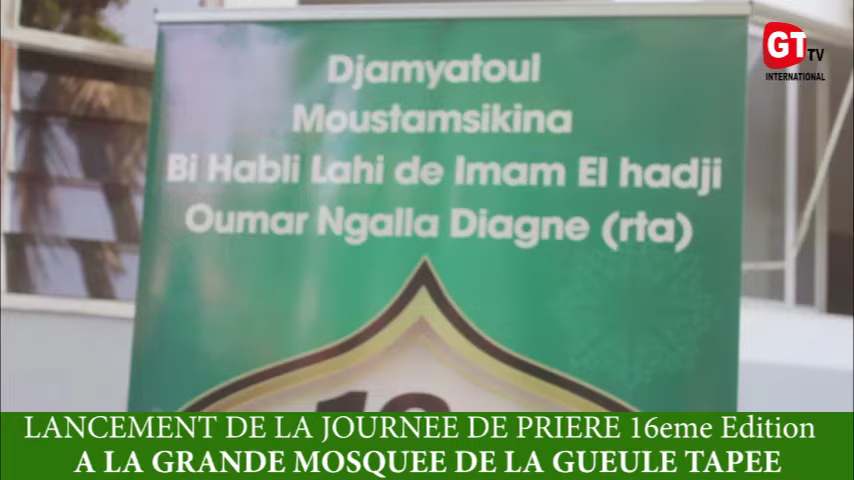 GT TV
INTERNATIONAL
Djamyatoul
Moustamsikina
Bi Habli Lahi de Imam El hadji
Oumar Ngalla Diagne (rta)
LANCEMENT DE LA JOURNEE DE PRIERE 16eme Edition
A LA GRANDE MOSQUEE DE LA GUEULE TAPEE